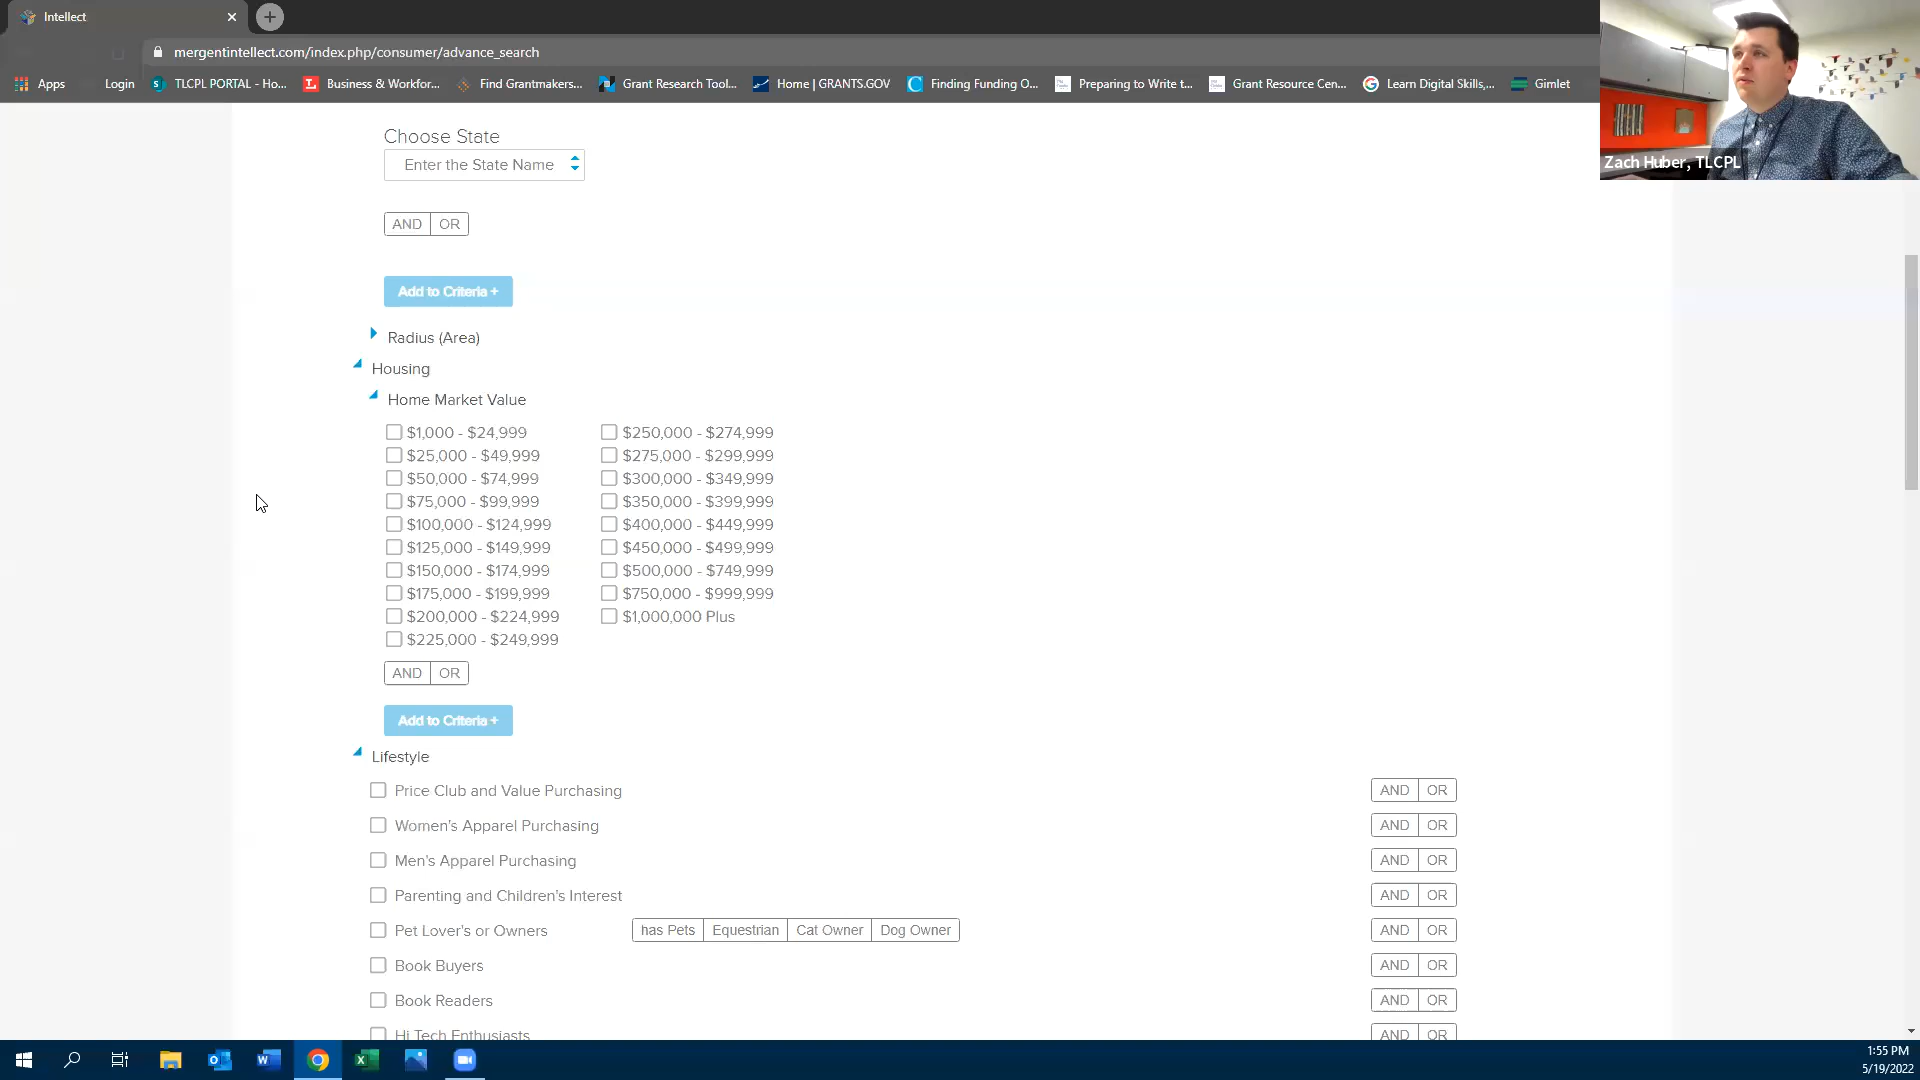 Intellect
mergentintellect.com/index.php/consumer/advance_search
Apps Login TLCPL PORTAL - Ho... Business & Workfor... Find Grantmakers... Grant Research Tool... Home | GRANTS.GOV Finding Funding O... Preparing to Write t... Grant Resource Cen... Learn Digital Skills,... Gimlet
Zach Huber, TLCPL
Choose State
Enter the State Name
AND OR
Add to Criteria +
Radius (Area)
Housing
Home Market Value
$1,000 - $24,999 $250,000 - $274,999
$25,000 - $49,999 $275,000 - $299,999
$50,000 - $74,999 $300,000 - $349,999
$75,000 - $99,999 $350,000 - $399,999
$100,000 - $124,999 $400,000 - $449,999
$125,000 - $149,999 $450,000 - $499,999
$150,000 - $174,999 $500,000 - $749,999
$175,000 - $199,999 $750,000 - $999,999
$200,000 - $224,999 $1,000,000 Plus
$225,000 - $249,999
AND OR
Add to Criteria +
Lifestyle
Price Club and Value Purchasing AND OR
Women's Apparel Purchasing AND OR
Men's Apparel Purchasing AND OR
Parenting and Children's Interest AND OR
Pet Lover's or Owners has Pets Equestrian Cat Owner Dog Owner AND OR
Book Buyers AND OR
Book Readers AND OR
Hi Tech Enthusiasts AND OR
1:55 PM
5/19/2022